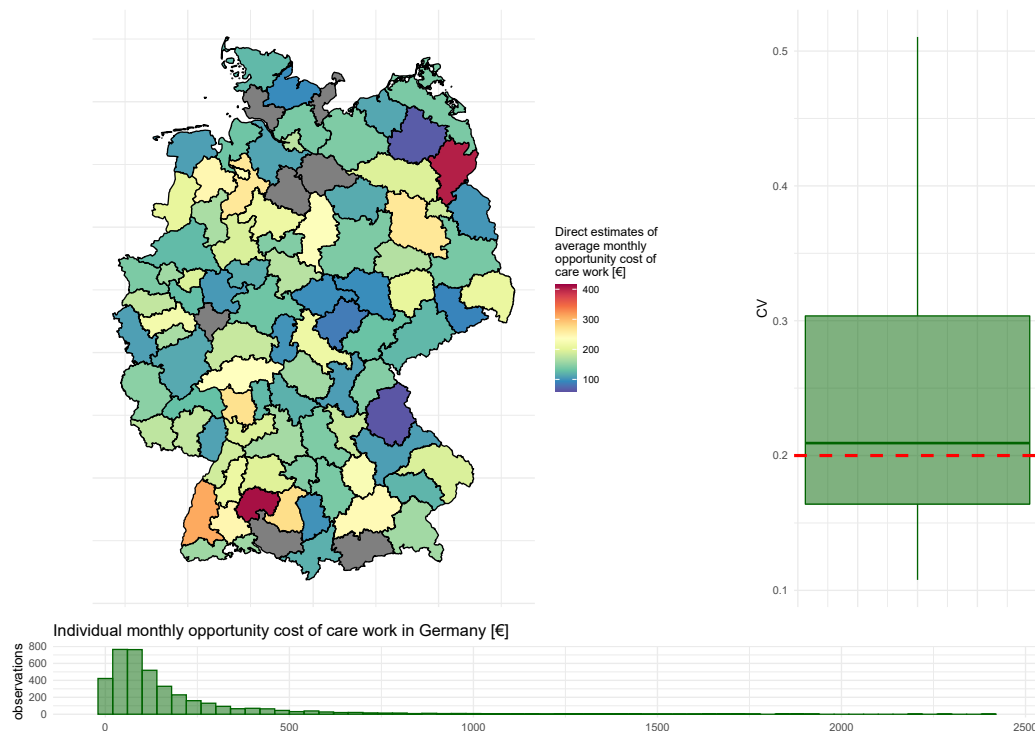 Direct estimates of
average monthly
opportunity cost of
care work [€]
400
300
200
100
CV
0.5
0.4
0.3
0.2
0.1
Individual monthly opportunity cost of care work in Germany [€]
observations
800
600
400
200
0
0
500
1000
1500
2000
2500